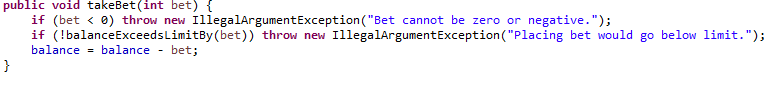 public void takeBet(int bet) {
    if (bet < 0) throw new IllegalArgumentException("Bet cannot be zero or negative.");
    if (!balanceExceedsLimitBy(bet)) throw new IllegalArgumentException("Placing bet would go below limit.");
    balance = balance - bet;
}